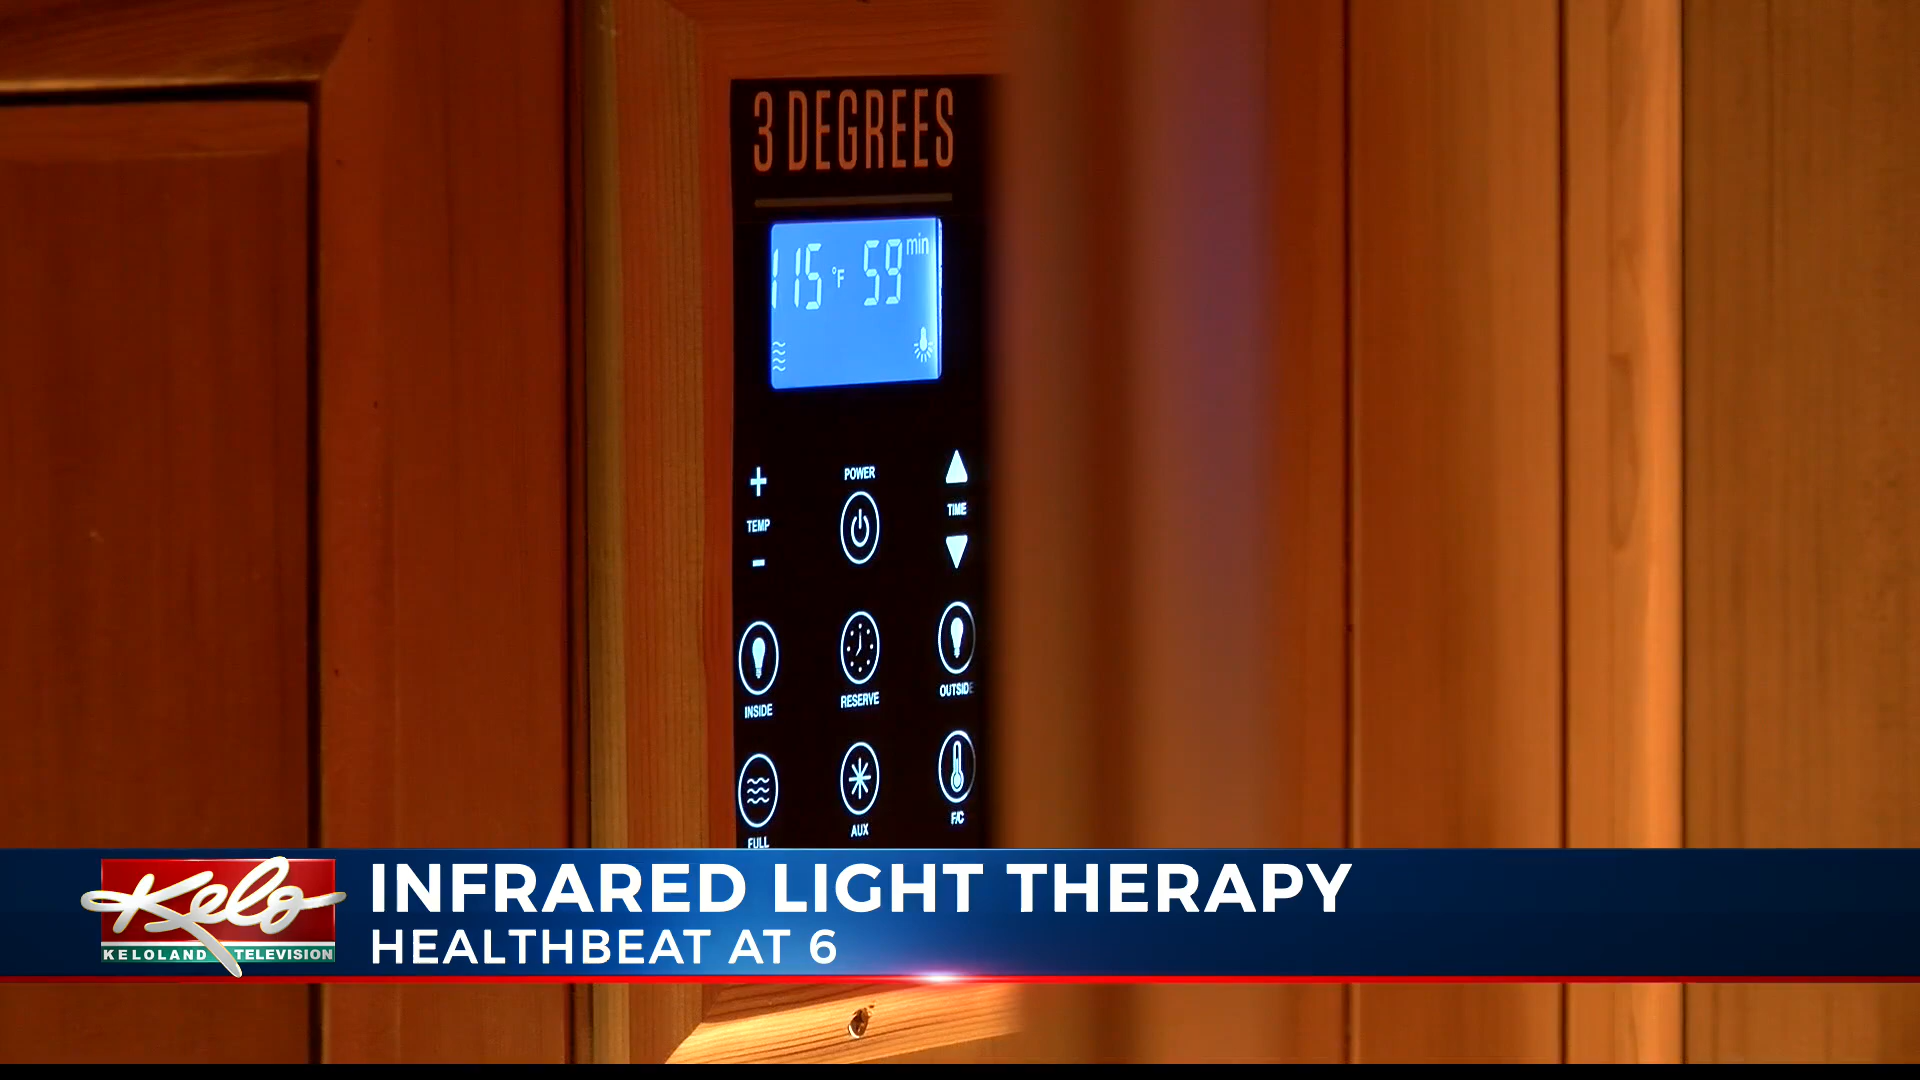 3 DEGREES
115 °F 59 min
POWER
+ TEMP -
TIME
INSIDE
RESERVE
OUTSIDE
FULL
AUX
F/C
Kelo
KELOLAND TELEVISION
INFRARED LIGHT THERAPY
HEALTHBEAT AT 6